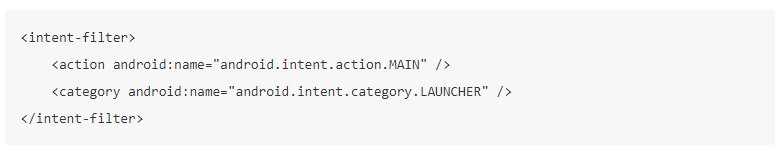 <intent-filter>
    <action android:name="android.intent.action.MAIN" />
    <category android:name="android.intent.category.LAUNCHER" />
</intent-filter>